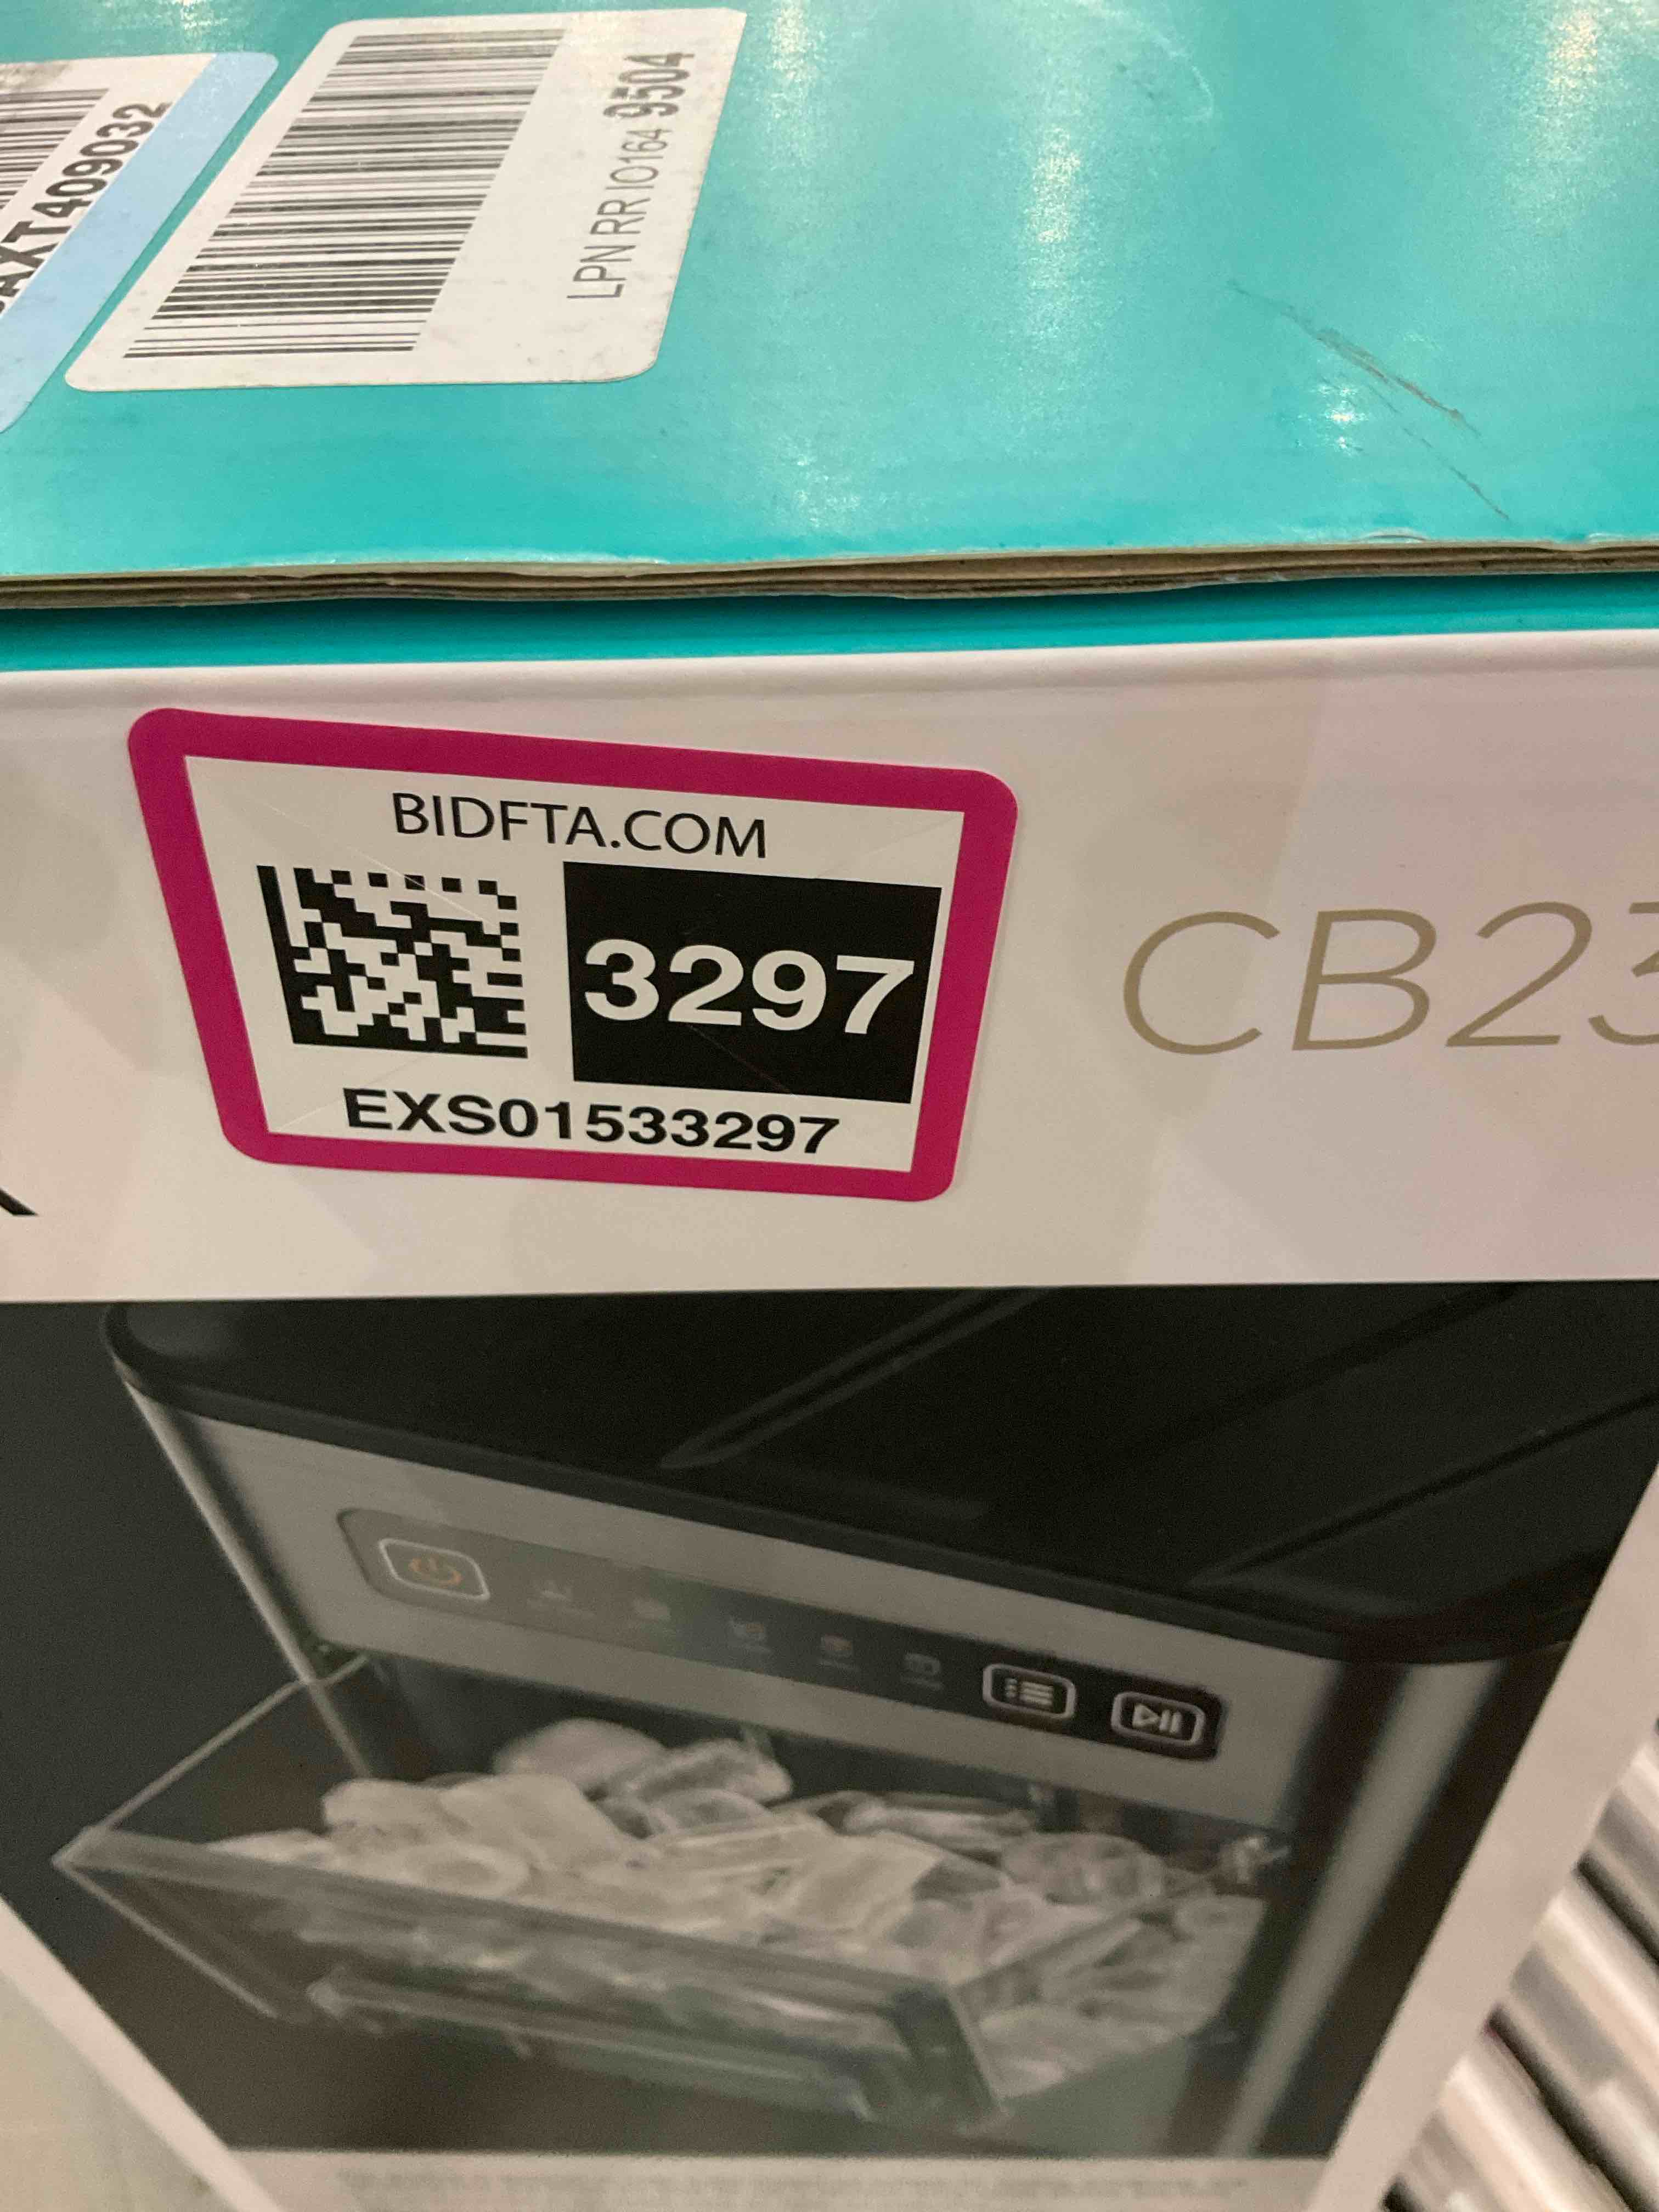 AXT409032
LPN RR IO164 9504
BIDFTA.COM
3297
EXS01533297
CB23